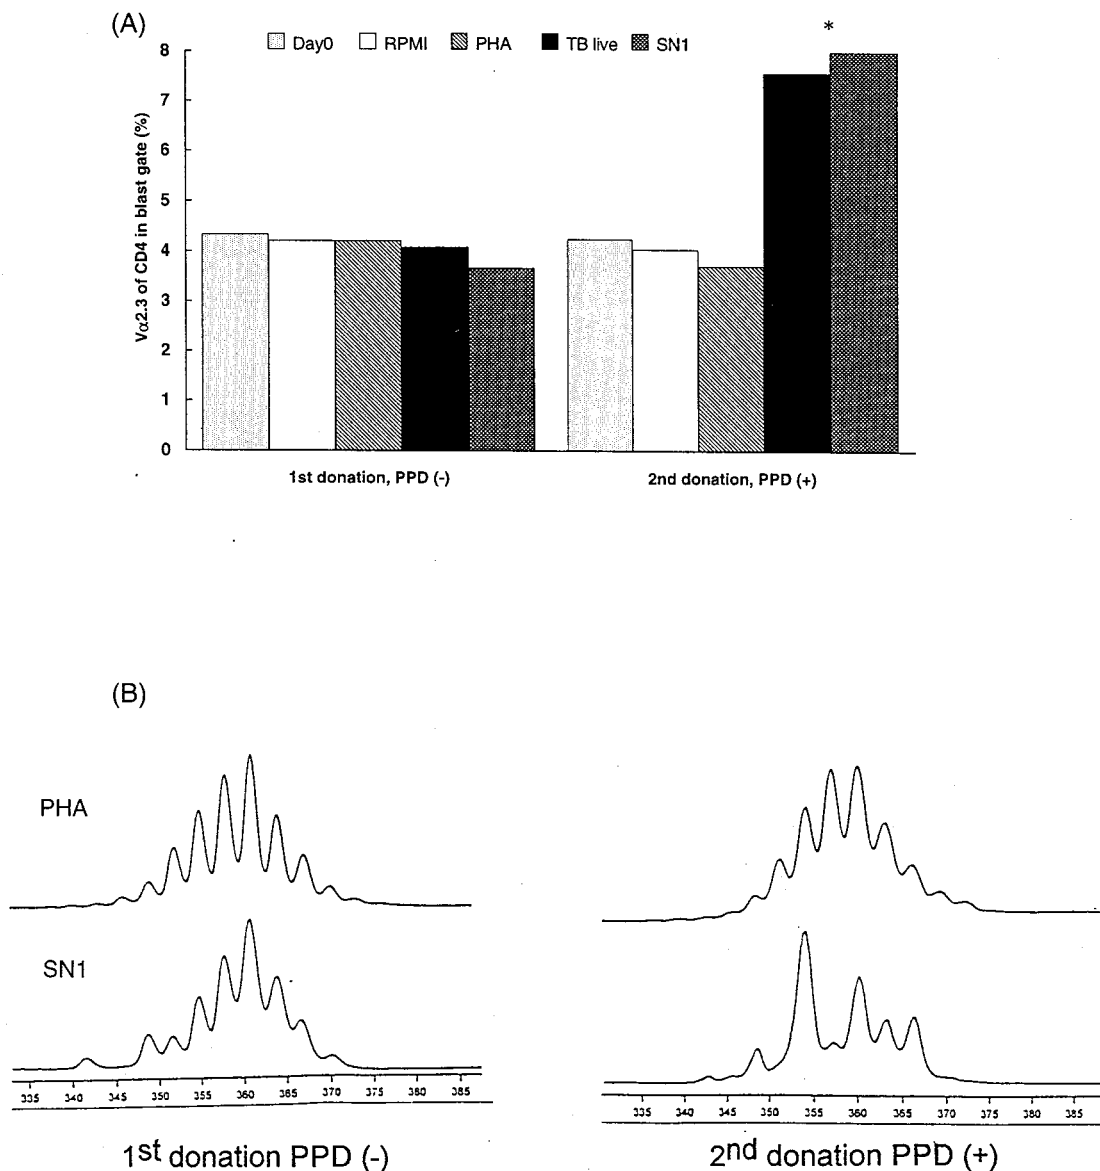 (A)
*
Day0 RPMI PHA TB live SN1
8
7
6
5
4
3
2
1
0
Vα2.3 of CD4 in blast gate (%)
1st donation, PPD (-) 2nd donation, PPD (+)
(B)
PHA
SN1
335 340 345 350 355 360 365 370 375 380 385
335 340 345 350 355 360 365 370 375 380 385
1st donation PPD (-) 2nd donation PPD (+)